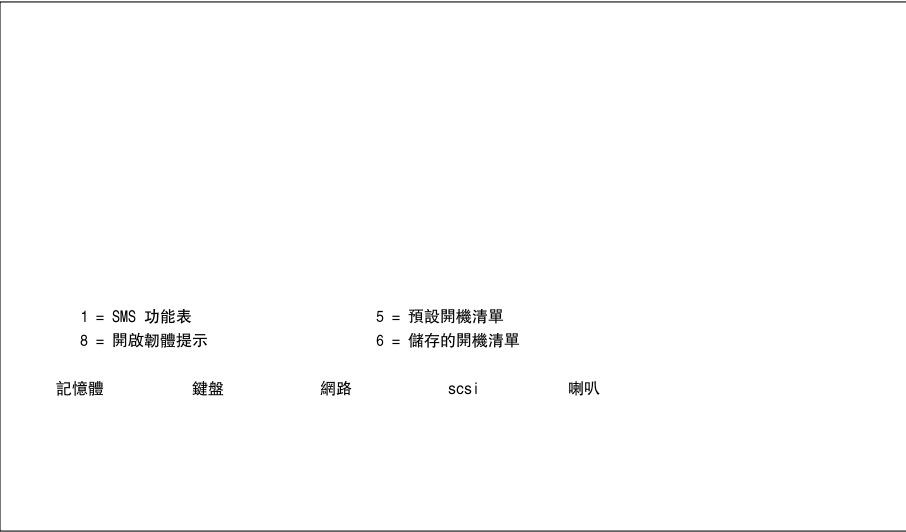 1 = SMS 功能表 5 = 預設開機清單
8 = 開啟韌體提示 6 = 儲存的開機清單
記憶體 鍵盤 網路 scsi 喇叭